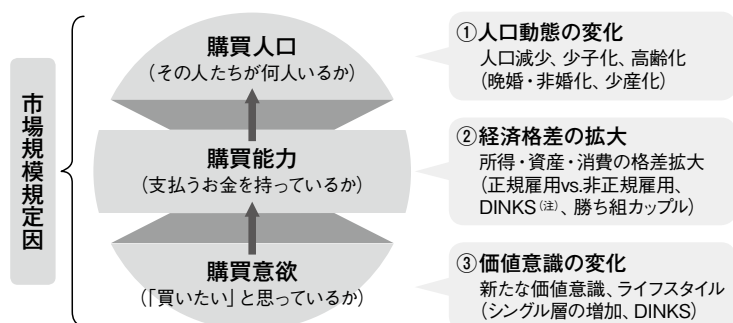 市場規模規定因
購買人口
（その人たちが何人いるか）
購買能力
（支払うお金を持っているか）
購買意欲
（「買いたい」と思っているか）
①人口動態の変化
人口減少、少子化、高齢化
（晩婚・非婚化、少産化）
②経済格差の拡大
所得・資産・消費の格差拡大
（正規雇用vs.非正規雇用、
DINKS（注）、勝ち組カップル）
③価値意識の変化
新たな価値意識、ライフスタイル
（シングル層の増加、DINKS）